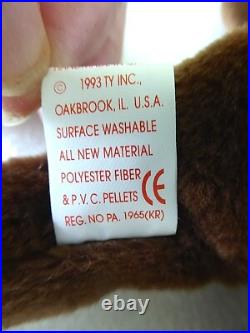 © 1993 TY INC.,
OAKBROOK, IL. U.S.A.
SURFACE WASHABLE
ALL NEW MATERIAL
POLYESTER FIBER
& P.V.C. PELLETS CE
REG. NO PA. 1965(KR)